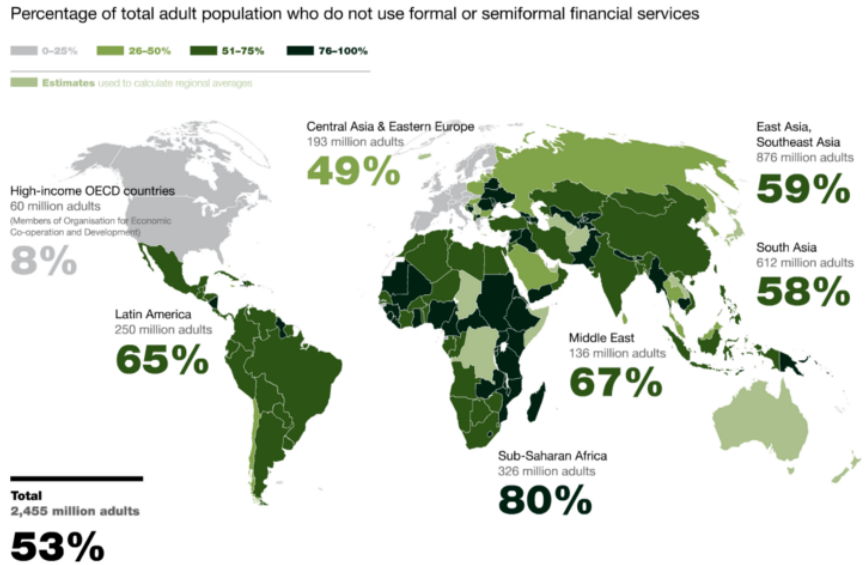 Percentage of total adult population who do not use formal or semiformal financial services
0–25%
26–50%
51–75%
76–100%
Estimates used to calculate regional averages
High-income OECD countries
60 million adults
(Members of Organisation for Economic
Co-operation and Development)
8%
Central Asia & Eastern Europe
193 million adults
49%
East Asia,
Southeast Asia
876 million adults
59%
South Asia
612 million adults
58%
Latin America
250 million adults
65%
Middle East
136 million adults
67%
Sub-Saharan Africa
326 million adults
80%
Total
2,455 million adults
53%